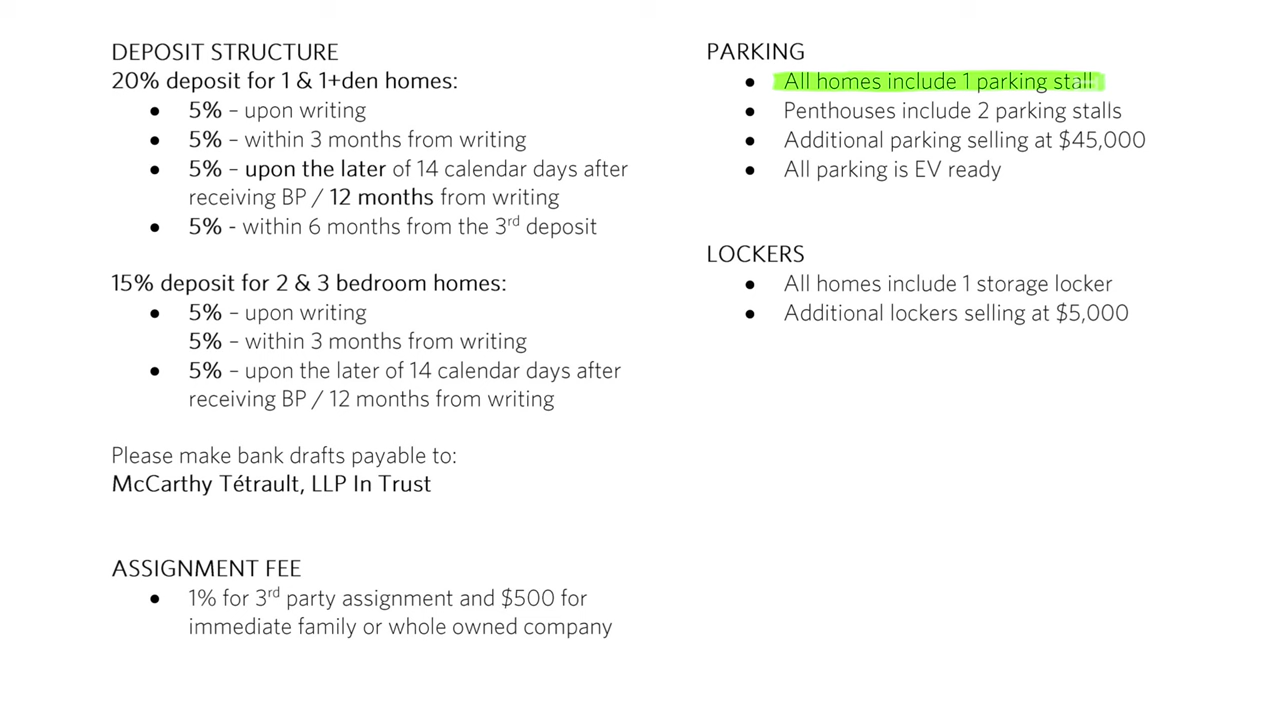 DEPOSIT STRUCTURE
20% deposit for 1 & 1+den homes:
• 5% – upon writing
• 5% – within 3 months from writing
• 5% – upon the later of 14 calendar days after
receiving BP / 12 months from writing
• 5% - within 6 months from the 3rd deposit
15% deposit for 2 & 3 bedroom homes:
• 5% – upon writing
5% – within 3 months from writing
• 5% – upon the later of 14 calendar days after
receiving BP / 12 months from writing
Please make bank drafts payable to:
McCarthy Tétrault, LLP In Trust
ASSIGNMENT FEE
• 1% for 3rd party assignment and $500 for
immediate family or whole owned company
PARKING
• All homes include 1 parking stall
• Penthouses include 2 parking stalls
• Additional parking selling at $45,000
• All parking is EV ready
LOCKERS
• All homes include 1 storage locker
• Additional lockers selling at $5,000